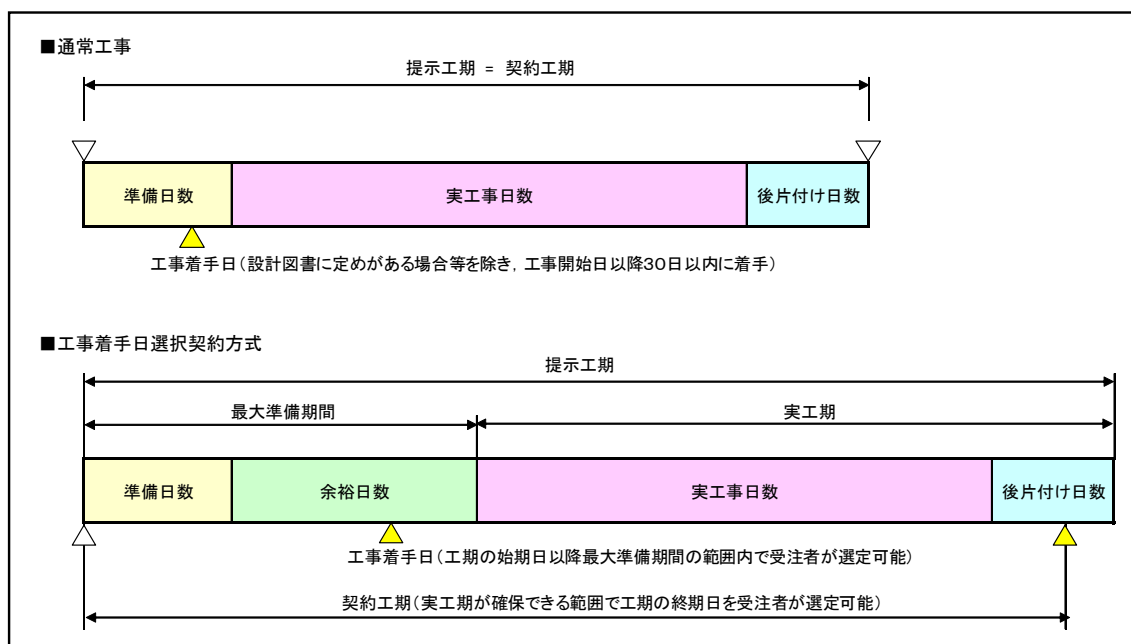 ■通常工事
提示工期 = 契約工期
準備日数
実工事日数
後片付け日数
工事着手日(設計図書に定めがある場合等を除き，工事開始日以降30日以内に着手)
■工事着手日選択契約方式
提示工期
最大準備期間
実工期
準備日数
余裕日数
実工事日数
後片付け日数
工事着手日(工期の始期日以降最大準備期間の範囲内で受注者が選定可能)
契約工期(実工期が確保できる範囲で工期の終期日を受注者が選定可能)